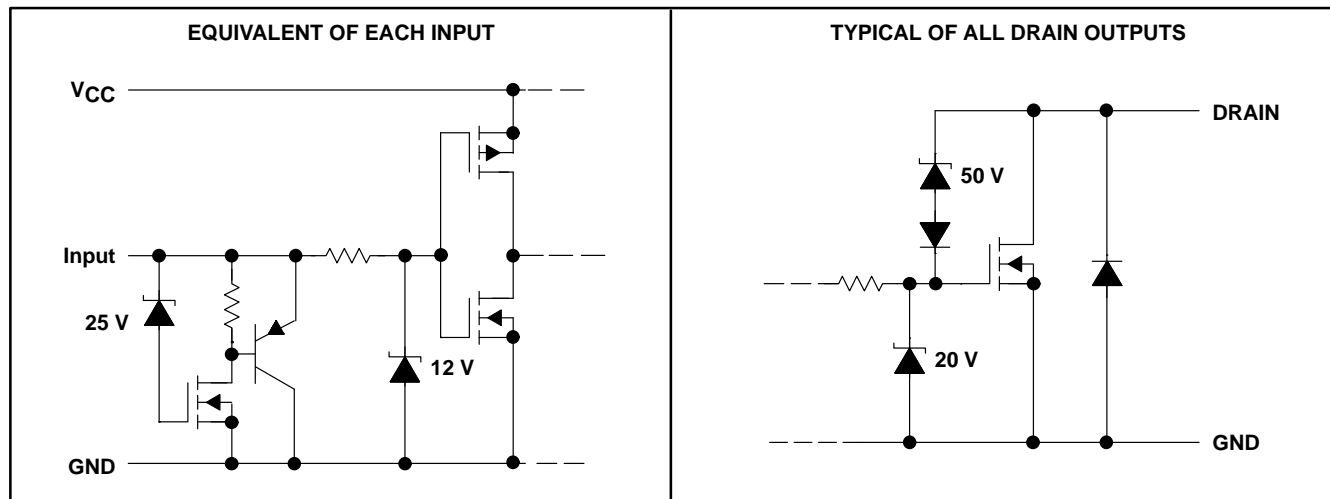 EQUIVALENT OF EACH INPUT
VCC
Input
25 V
12 V
GND
TYPICAL OF ALL DRAIN OUTPUTS
DRAIN
50 V
20 V
GND